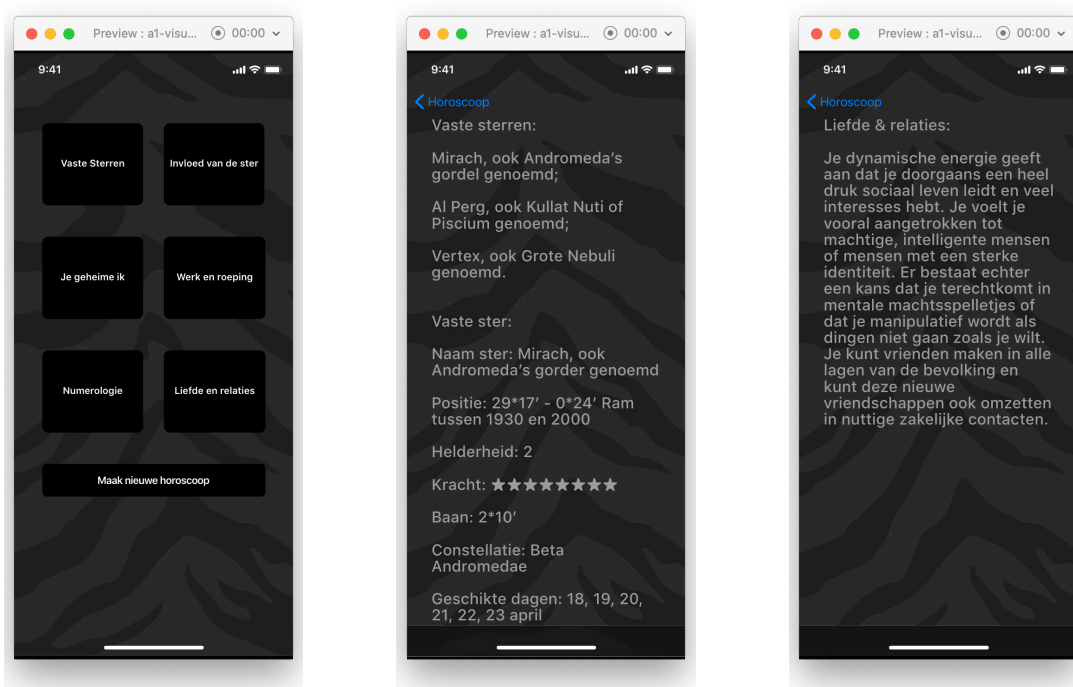 Preview : a1-visu... 00:00
9:41
Vaste Sterren
Invloed van de ster
Je geheime ik
Werk en roeping
Numerologie
Liefde en relaties
Maak nieuwe horoscoop
Preview : a1-visu... 00:00
9:41
Horoscoop
Vaste sterren:
Mirach, ook Andromeda’s
gordel genoemd;
Al Perg, ook Kullat Nuti of
Piscium genoemd;
Vertex, ook Grote Nebuli
genoemd.
Vaste ster:
Naam ster: Mirach, ook
Andromeda’s gorder genoemd
Positie: 29*17’ - 0*24’ Ram
tussen 1930 en 2000
Helderheid: 2
Kracht: ★★★★★★★★
Baan: 2*10’
Constellatie: Beta
Andromedae
Geschikte dagen: 18, 19, 20,
21, 22, 23 april
Preview : a1-visu... 00:00
9:41
Horoscoop
Liefde & relaties:
Je dynamische energie geeft
aan dat je doorgaans een heel
druk sociaal leven leidt en veel
interesses hebt. Je voelt je
vooral aangetrokken tot
machtige, intelligente mensen
of mensen met een sterke
identiteit. Er bestaat echter
een kans dat je terechtkomt in
mentale machtsspelletjes of
dat je manipulatief wordt als
dingen niet gaan zoals je wilt.
Je kunt vrienden maken in alle
lagen van de bevolking en
kunt deze nieuwe
vriendschappen ook omzetten
in nuttige zakelijke contacten.